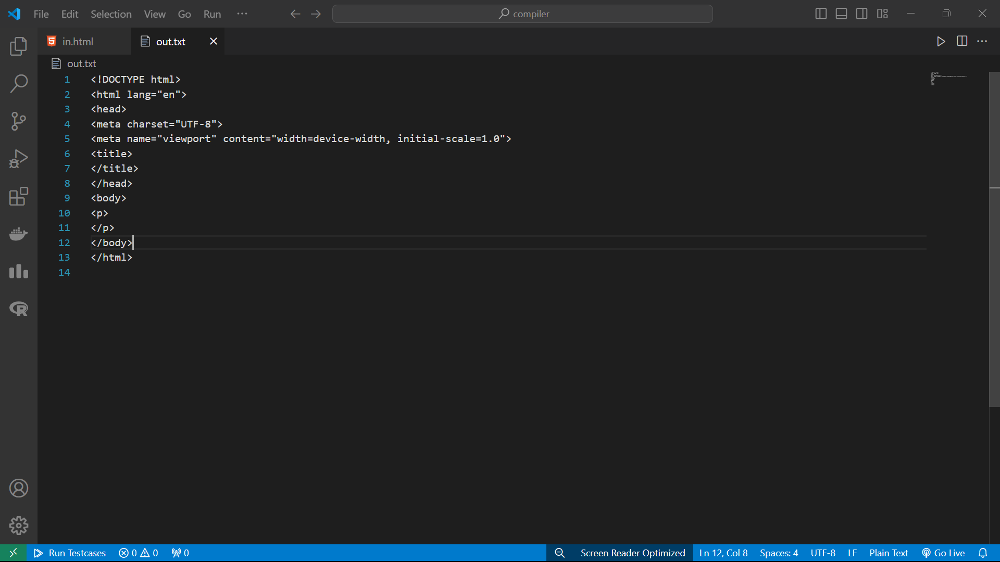 File Edit Selection View Go Run ··· compiler
in.html out.txt
out.txt
1 <!DOCTYPE html>
2 <html lang="en">
3 <head>
4 <meta charset="UTF-8">
5 <meta name="viewport" content="width=device-width, initial-scale=1.0">
6 <title>
7 </title>
8 </head>
9 <body>
10 <p>
11 </p>
12 </body>
13 </html>
14
Run Testcases 0 0 0 Screen Reader Optimized Ln 12, Col 8 Spaces: 4 UTF-8 LF Plain Text Go Live